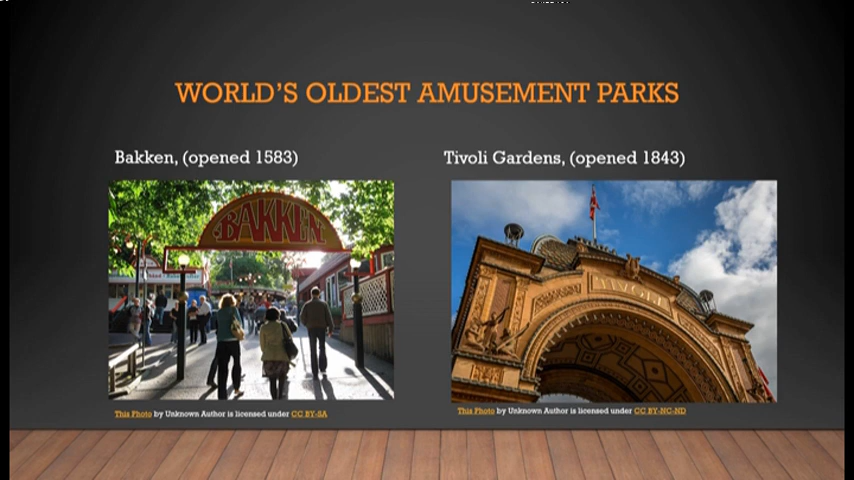 WORLD'S OLDEST AMUSEMENT PARKS
Bakken, (opened 1583)
Tivoli Gardens, (opened 1843)
BAKKEN
TIVOLI
This Photo by Unknown Author is licensed under CC BY-SA
This Photo by Unknown Author is licensed under CC BY-NC-ND